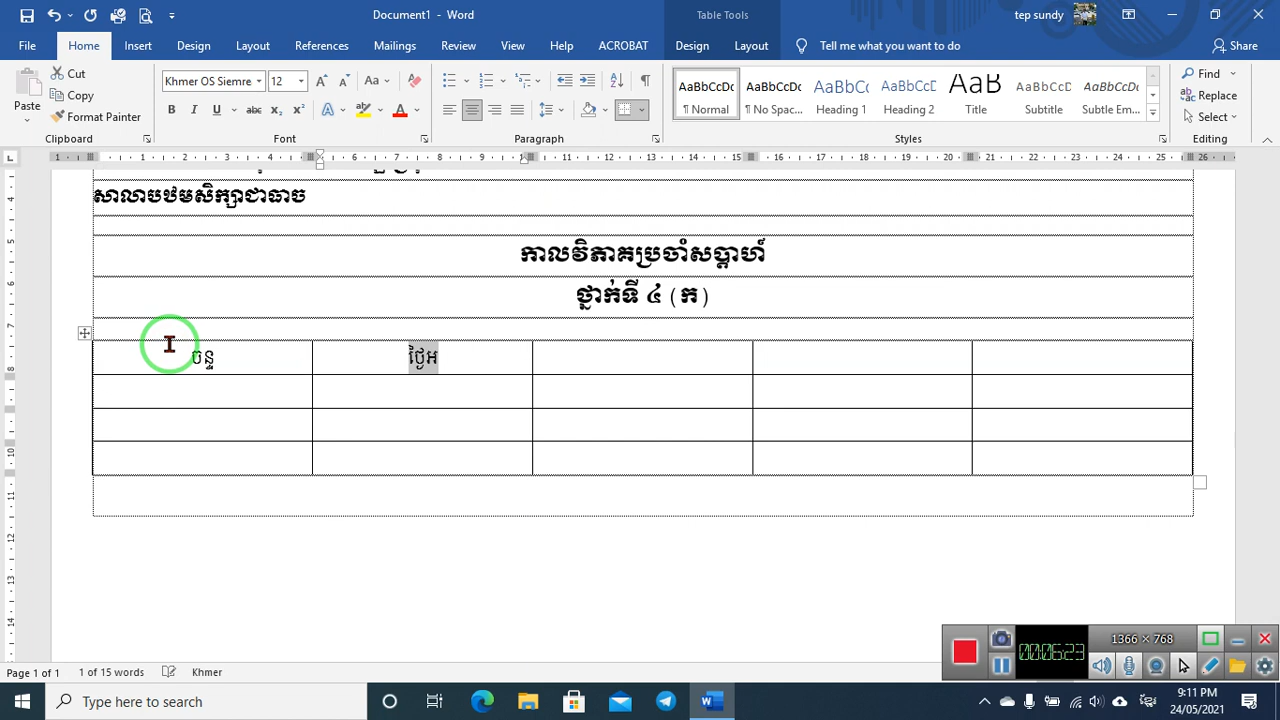 Document1 - Word
Table Tools
tep sundy
File
Home
Insert
Design
Layout
References
Mailings
Review
View
Help
ACROBAT
Design
Layout
Tell me what you want to do
Share
Paste
Cut
Copy
Format Painter
Clipboard
Khmer OS Siemre
12
Font
Paragraph
AaBbCcDc
¶ Normal
AaBbCcDc
¶ No Spac...
AaBbC
Heading 1
AaBbCcD
Heading 2
AaB
Title
AaBbCcD
Subtitle
AaBbCcDc
Subtle Em...
Styles
Find
Replace
Select
Editing
សាលាបឋមសិក្សាជាធាច
កាលវិភាគប្រចាំសប្តាហ៍
ថ្នាក់ទី ៤ (ក)
ចន្ទ
ថ្ងៃអ
1366 × 768
00:06:23
Page 1 of 1
1 of 15 words
Khmer
Type here to search
9:11 PM
24/05/2021